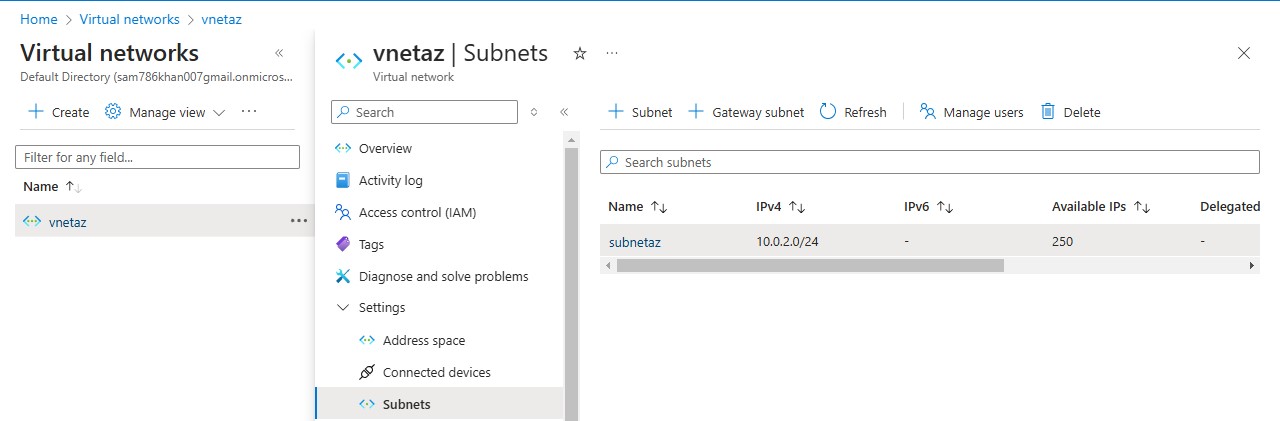 Home > Virtual networks > vnetaz
Virtual networks «
Default Directory (sam786khan007gmail.onmicros...
+ Create Manage view ...
Filter for any field...
Name ↑↓
vnetaz ...
vnetaz | Subnets ☆ ...
Virtual network
Search «
Overview
Activity log
Access control (IAM)
Tags
Diagnose and solve problems
Settings
Address space
Connected devices
Subnets
+ Subnet + Gateway subnet Refresh Manage users Delete
Search subnets
Name ↑↓ IPv4 ↑↓ IPv6 ↑↓ Available IPs ↑↓ Delegated
subnetaz 10.0.2.0/24 - 250 -